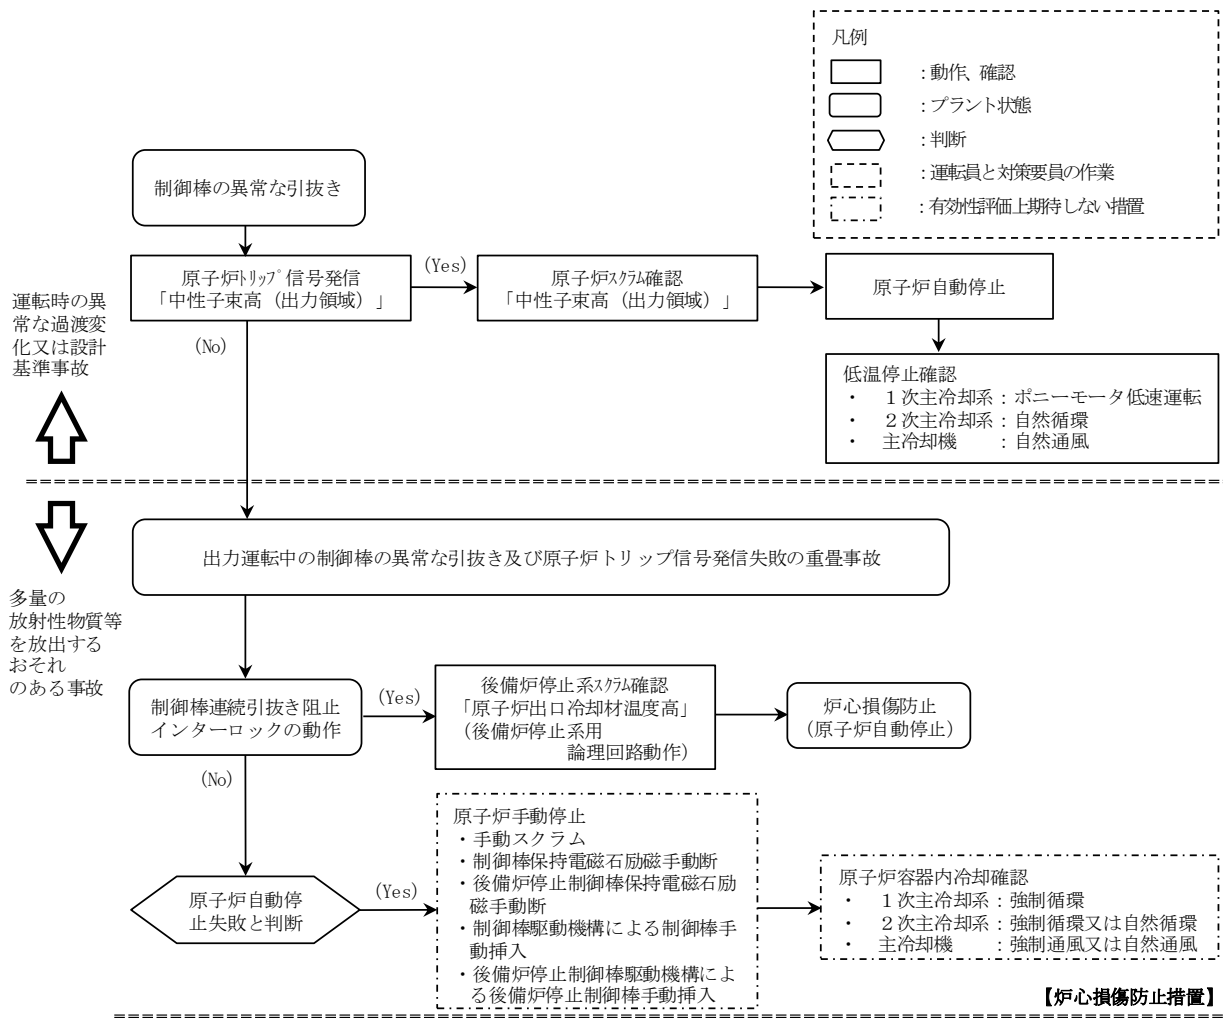 凡例
：動作、確認
：プラント状態
：判断
：運転員と対策要員の作業
：有効性評価上期待しない措置
制御棒の異常な引抜き
原子炉ﾄﾘｯﾌﾟ信号発信
「中性子束高（出力領域）」
(Yes)
原子炉ｽｸﾗﾑ確認
「中性子束高（出力領域）」
原子炉自動停止
(No)
運転時の異
常な過渡変
化又は設計
基準事故
低温停止確認
・ １次主冷却系：ポニーモータ低速運転
・ ２次主冷却系：自然循環
・ 主冷却機 ：自然通風
出力運転中の制御棒の異常な引抜き及び原子炉トリップ信号発信失敗の重畳事故
多量の
放射性物質等
を放出する
おそれ
のある事故
制御棒連続引抜き阻止
インターロックの動作
(Yes)
後備炉停止系ｽｸﾗﾑ確認
「原子炉出口冷却材温度高」
（後備炉停止系用
論理回路動作）
炉心損傷防止
（原子炉自動停止）
(No)
原子炉自動停
止失敗と判断
(Yes)
原子炉手動停止
・手動スクラム
・制御棒保持電磁石励磁手動断
・後備炉停止制御棒保持電磁石励
磁手動断
・制御棒駆動機構による制御棒手
動挿入
・後備炉停止制御棒駆動機構によ
る後備炉停止制御棒手動挿入
原子炉容器内冷却確認
・ １次主冷却系：強制循環
・ ２次主冷却系：強制循環又は自然循環
・ 主冷却機 ：強制通風又は自然通風
【炉心損傷防止措置】